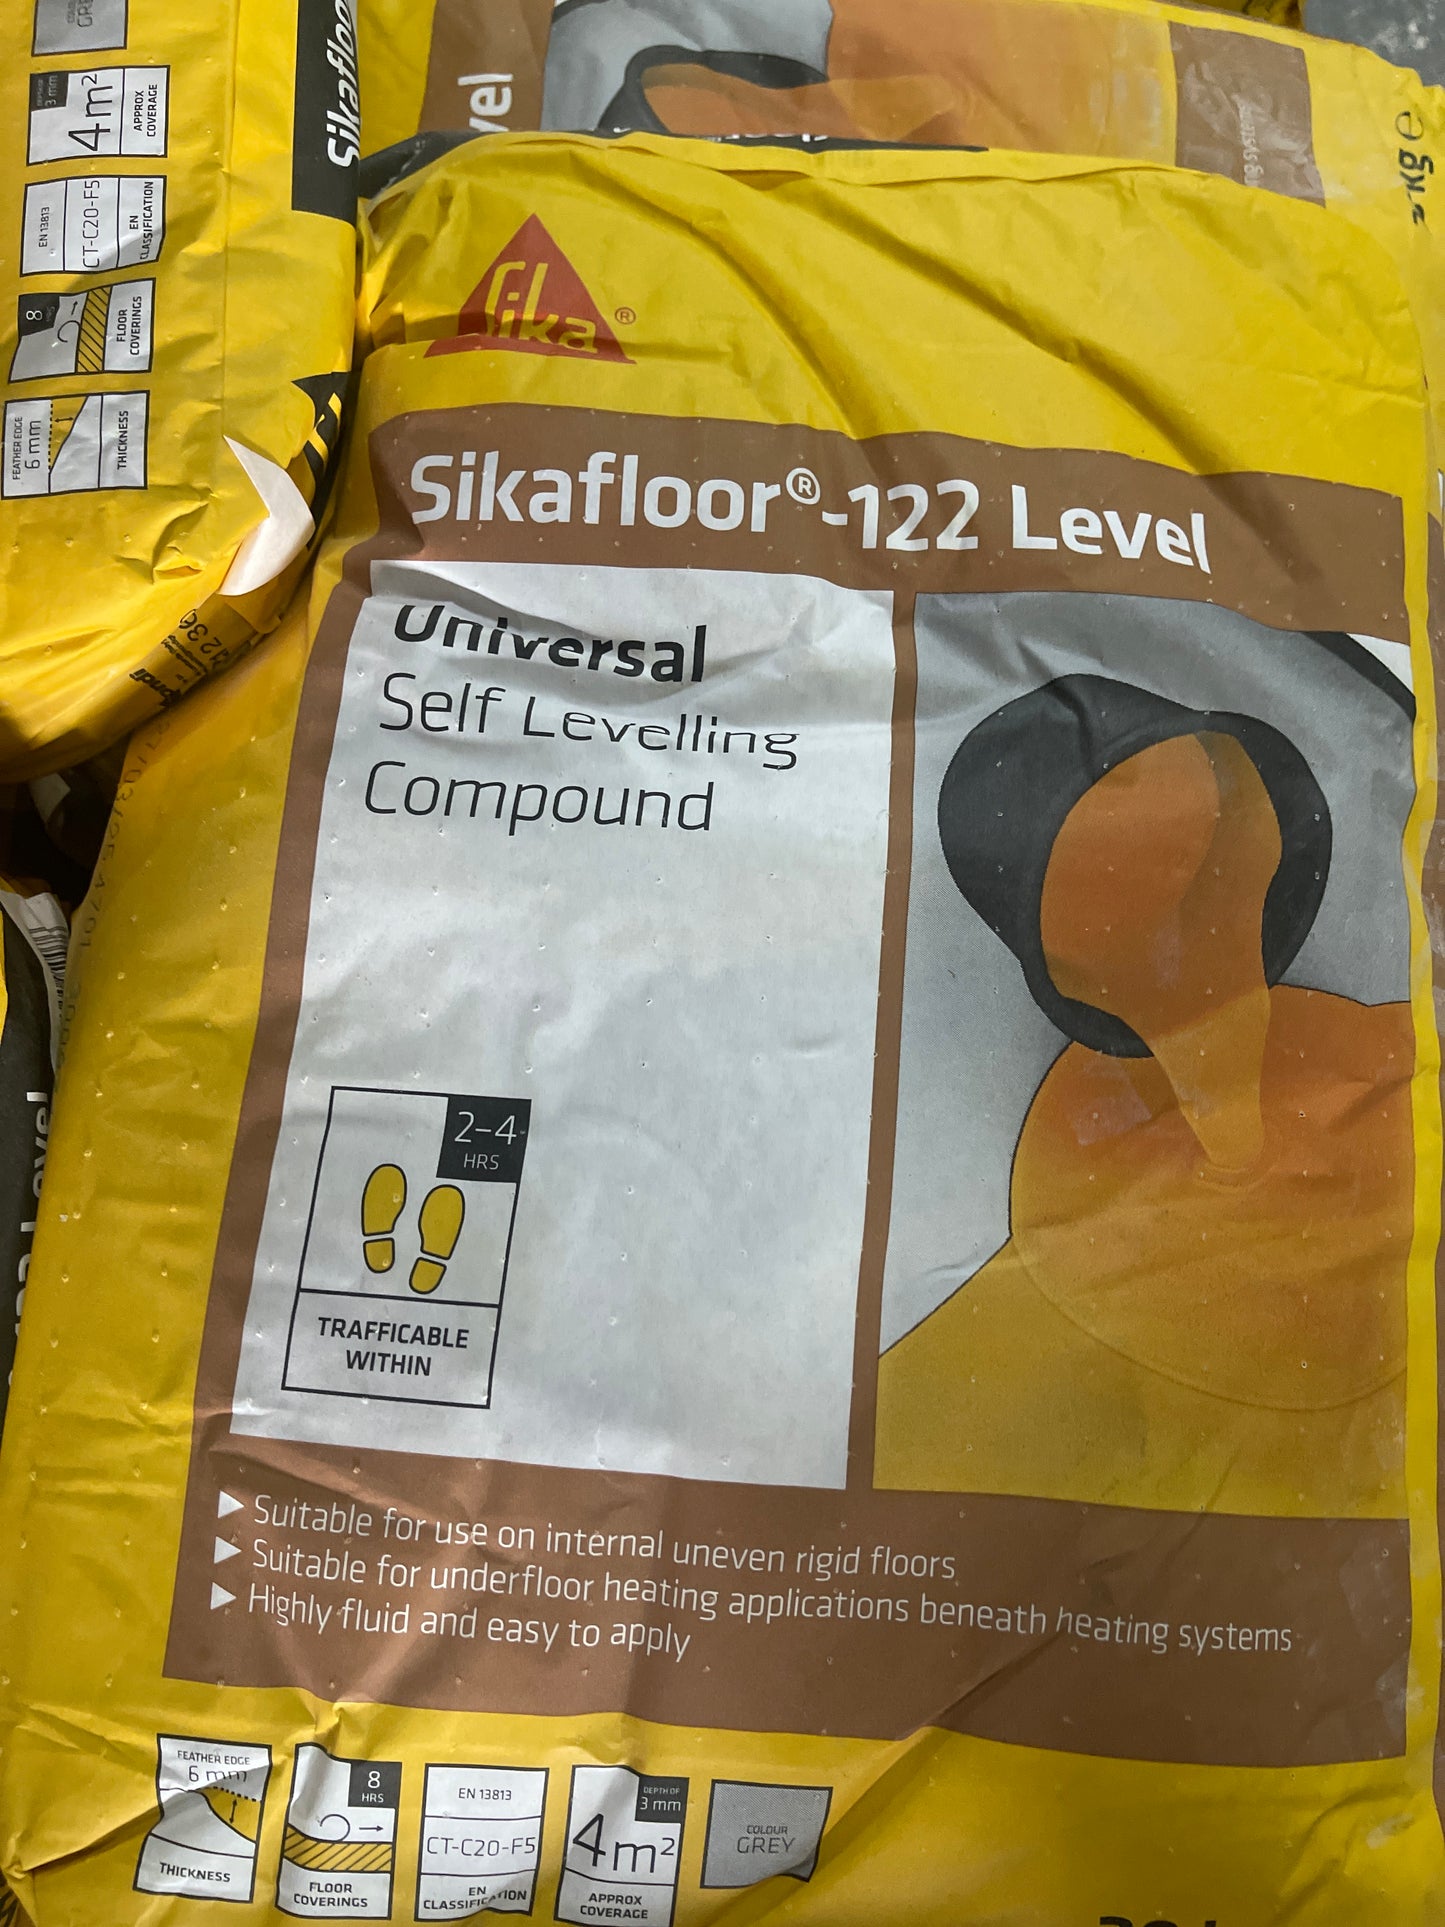 Sika®
Sikafloor®-122 Level
Universal
Self Levelling
Compound
2-4
HRS
TRAFFICABLE
WITHIN
Suitable for use on internal uneven rigid floors
Suitable for underfloor heating applications beneath heating systems
Highly fluid and easy to apply
FEATHER EDGE
6 mm
THICKNESS
8
HRS
FLOOR
COVERINGS
EN 13813
CT-C20-F5
EN
CLASSIFICATION
DEPTH OF
3 mm
4m²
APPROX
COVERAGE
COLOUR
GREY
Sikafloor
DEPTH OF
3 mm
4m²
APPROX
COVERAGE
EN 13813
CT-C20-F5
EN
CLASSIFICATION
8
HRS
FLOOR
COVERINGS
FEATHER EDGE
6 mm
THICKNESS
vel
kg e
Level